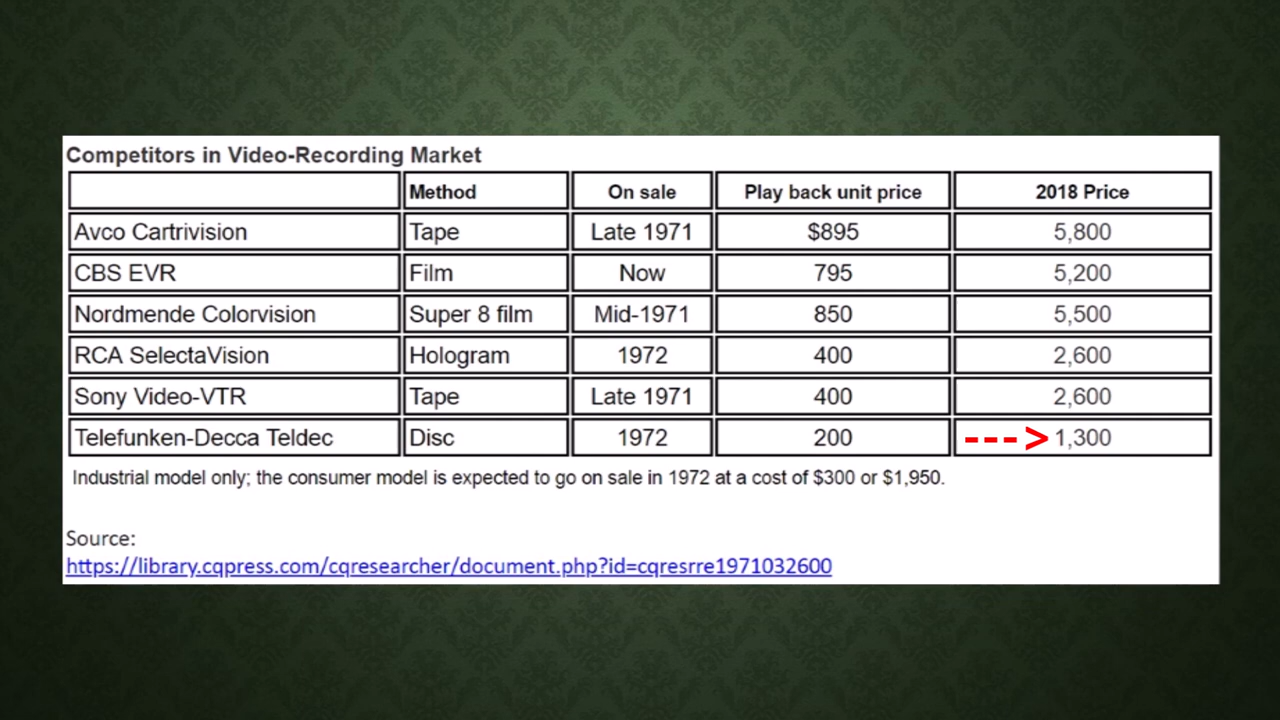 Competitors in Video-Recording Market
Method On sale Play back unit price 2018 Price
Avco Cartrivision Tape Late 1971 $895 5,800
CBS EVR Film Now 795 5,200
Nordmende Colorvision Super 8 film Mid-1971 850 5,500
RCA SelectaVision Hologram 1972 400 2,600
Sony Video-VTR Tape Late 1971 400 2,600
Telefunken-Decca Teldec Disc 1972 200 ---> 1,300
Industrial model only; the consumer model is expected to go on sale in 1972 at a cost of $300 or $1,950.
Source:
https://library.cqpress.com/cqresearcher/document.php?id=cqresrre1971032600